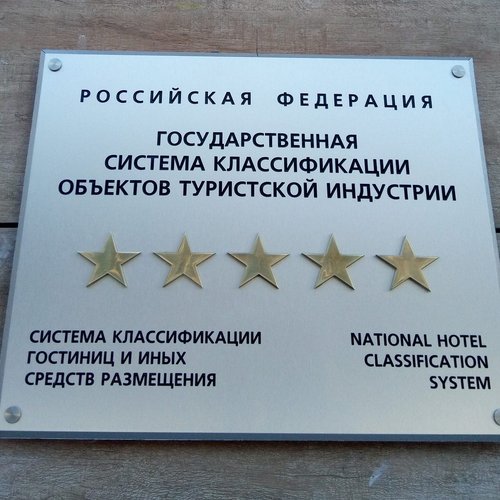 РОССИЙСКАЯ ФЕДЕРАЦИЯ
ГОСУДАРСТВЕННАЯ
СИСТЕМА КЛАССИФИКАЦИИ
ОБЪЕКТОВ ТУРИСТСКОЙ ИНДУСТРИИ
СИСТЕМА КЛАССИФИКАЦИИ
ГОСТИНИЦ И ИНЫХ
СРЕДСТВ РАЗМЕЩЕНИЯ
NATIONAL HOTEL
CLASSIFICATION
SYSTEM